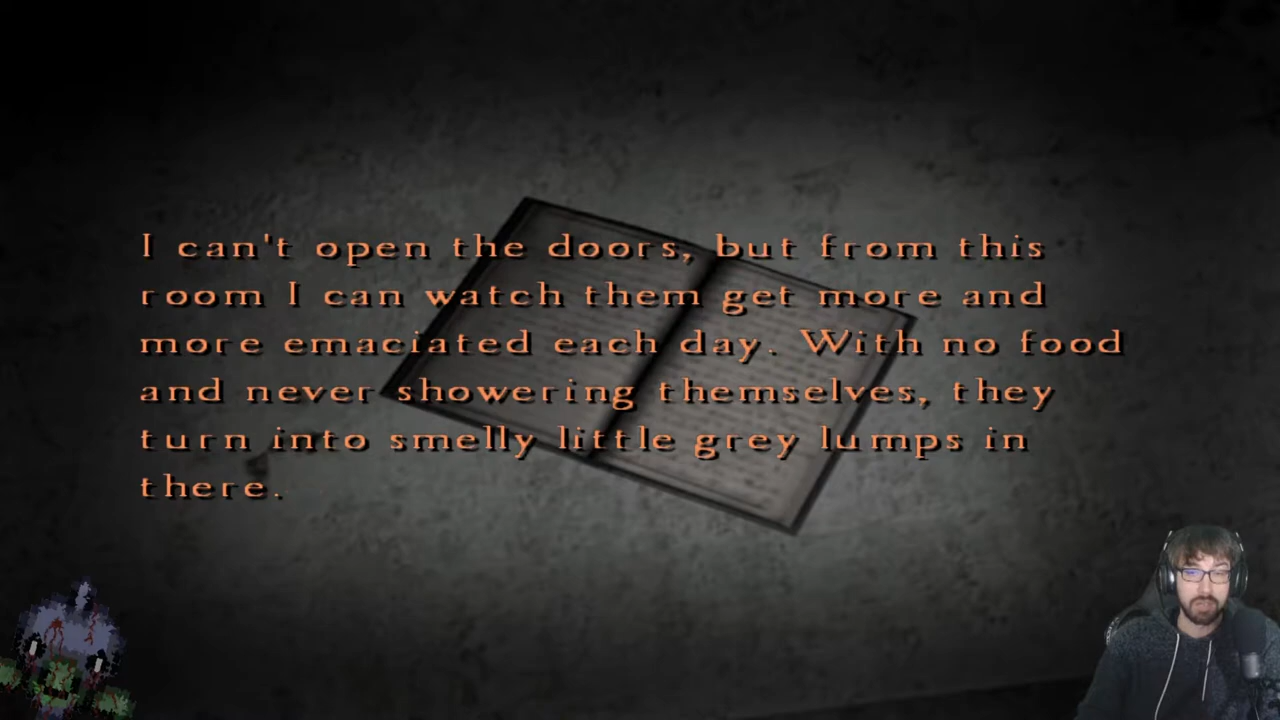 I can't open the doors, but from this
room I can watch them get more and
more emaciated each day. With no food
and never showering themselves, they
turn into smelly little grey lumps in
there.